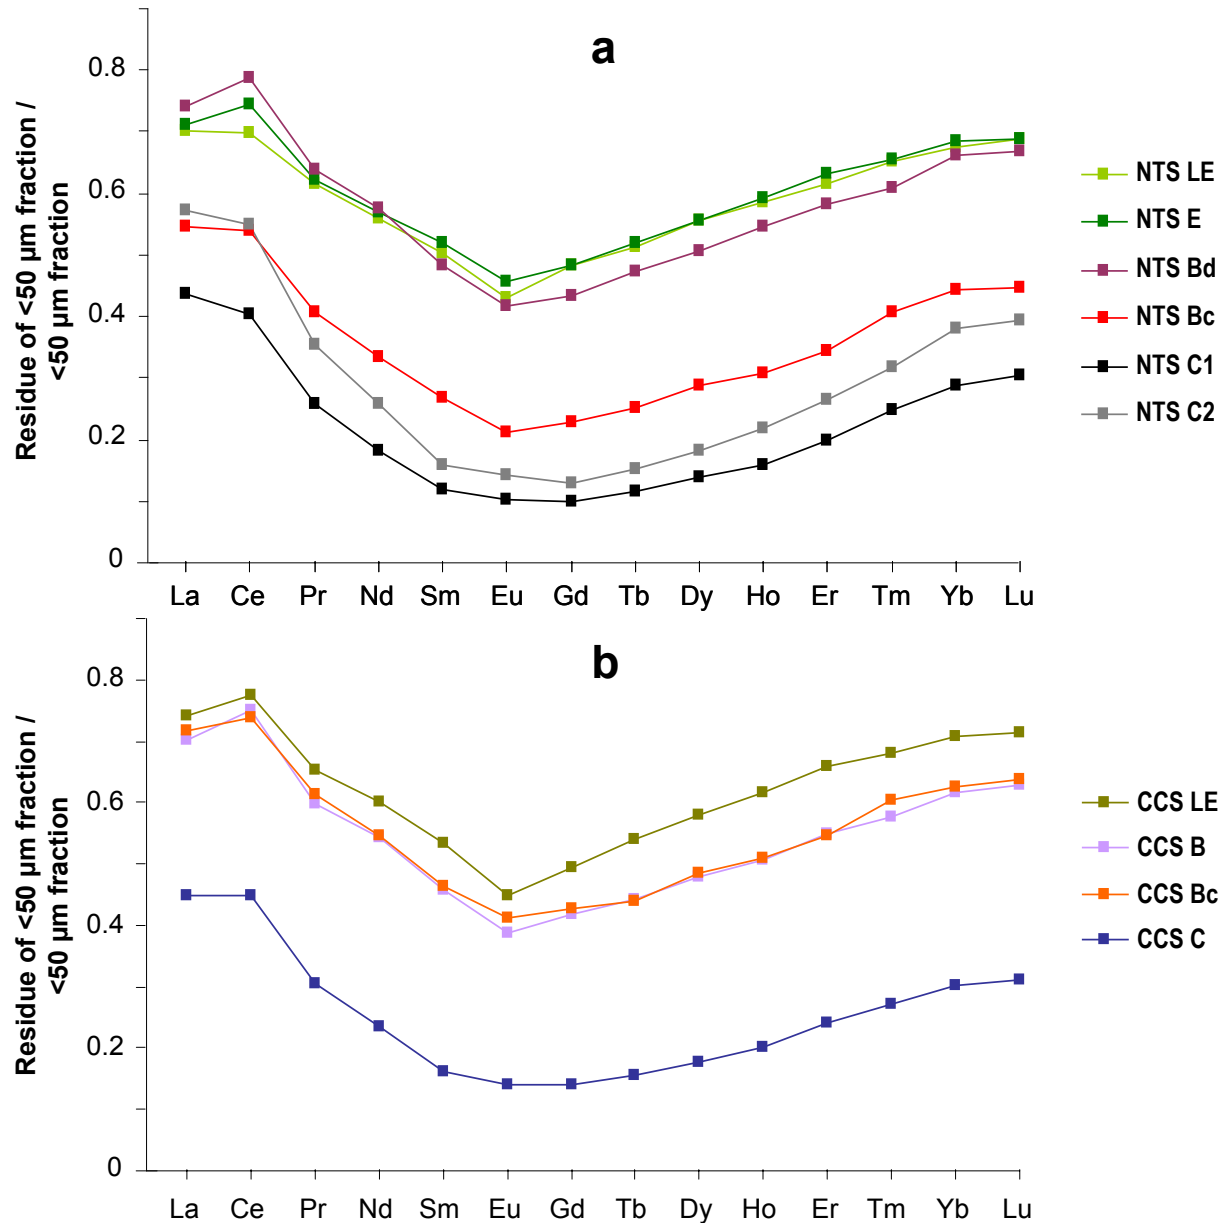 a
Residue of <50 µm fraction /
<50 µm fraction
0.8
0.6
0.4
0.2
0
La Ce Pr Nd Sm Eu Gd Tb Dy Ho Er Tm Yb Lu
NTS LE
NTS E
NTS Bd
NTS Bc
NTS C1
NTS C2
b
Residue of <50 µm fraction /
<50 µm fraction
0.8
0.6
0.4
0.2
0
La Ce Pr Nd Sm Eu Gd Tb Dy Ho Er Tm Yb Lu
CCS LE
CCS B
CCS Bc
CCS C